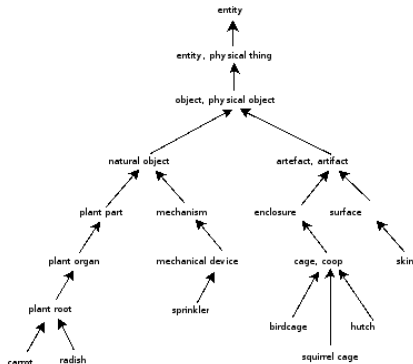 entity
entity, physical thing
object, physical object
natural object
artefact, artifact
plant part
mechanism
enclosure
surface
plant organ
mechanical device
cage, coop
skin
plant root
sprinkler
birdcage
hutch
squirrel cage
carrot
radish